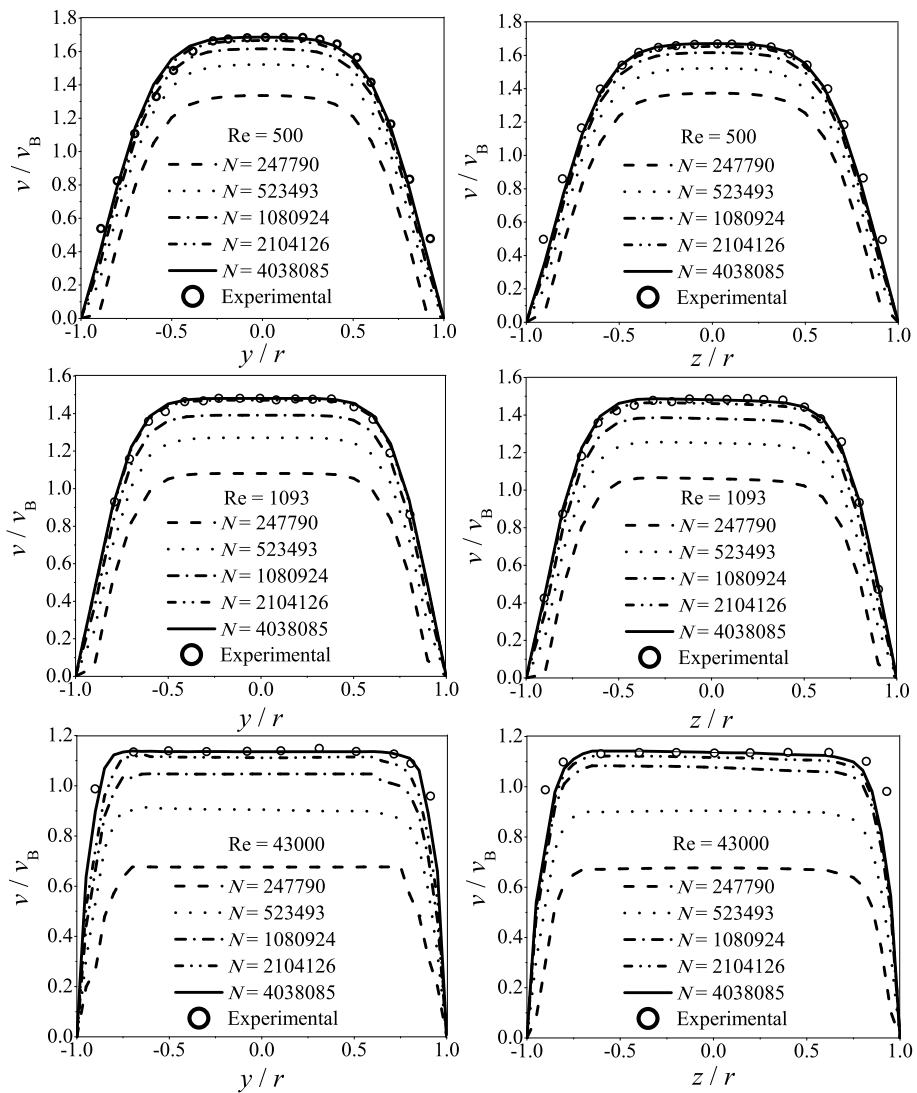 1.8
1.6
1.4
1.2
1.0
0.8
0.6
0.4
0.2
0.0
v / vB
Re = 500
N = 247790
N = 523493
N = 1080924
N = 2104126
N = 4038085
Experimental
-1.0 -0.5 0.0 0.5 1.0
y / r
1.8
1.6
1.4
1.2
1.0
0.8
0.6
0.4
0.2
0.0
v / vB
Re = 500
N = 247790
N = 523493
N = 1080924
N = 2104126
N = 4038085
Experimental
-1.0 -0.5 0.0 0.5 1.0
z / r
1.6
1.4
1.2
1.0
0.8
0.6
0.4
0.2
0.0
v / vB
Re = 1093
N = 247790
N = 523493
N = 1080924
N = 2104126
N = 4038085
Experimental
-1.0 -0.5 0.0 0.5 1.0
y / r
1.6
1.4
1.2
1.0
0.8
0.6
0.4
0.2
0.0
v / vB
Re = 1093
N = 247790
N = 523493
N = 1080924
N = 2104126
N = 4038085
Experimental
-1.0 -0.5 0.0 0.5 1.0
z / r
1.2
1.0
0.8
0.6
0.4
0.2
0.0
v / vB
Re = 43000
N = 247790
N = 523493
N = 1080924
N = 2104126
N = 4038085
Experimental
-1.0 -0.5 0.0 0.5 1.0
y / r
1.2
1.0
0.8
0.6
0.4
0.2
0.0
v / vB
Re = 43000
N = 247790
N = 523493
N = 1080924
N = 2104126
N = 4038085
Experimental
-1.0 -0.5 0.0 0.5 1.0
z / r